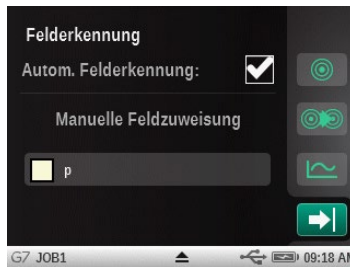 Felderkennung
Autom. Felderkennung:
Manuelle Feldzuweisung
p
G7 JOB1 09:18 AM